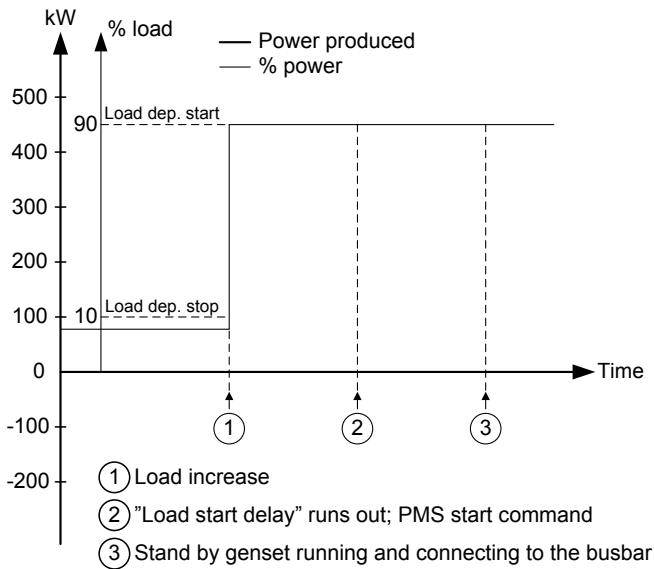 kW
% load
Power produced
% power
500
Load dep. start
90
400
300
200
Load dep. stop
100
10
0
Time
-100
1
2
3
-200
1 Load increase
2 "Load start delay" runs out; PMS start command
3 Stand by genset running and connecting to the busbar